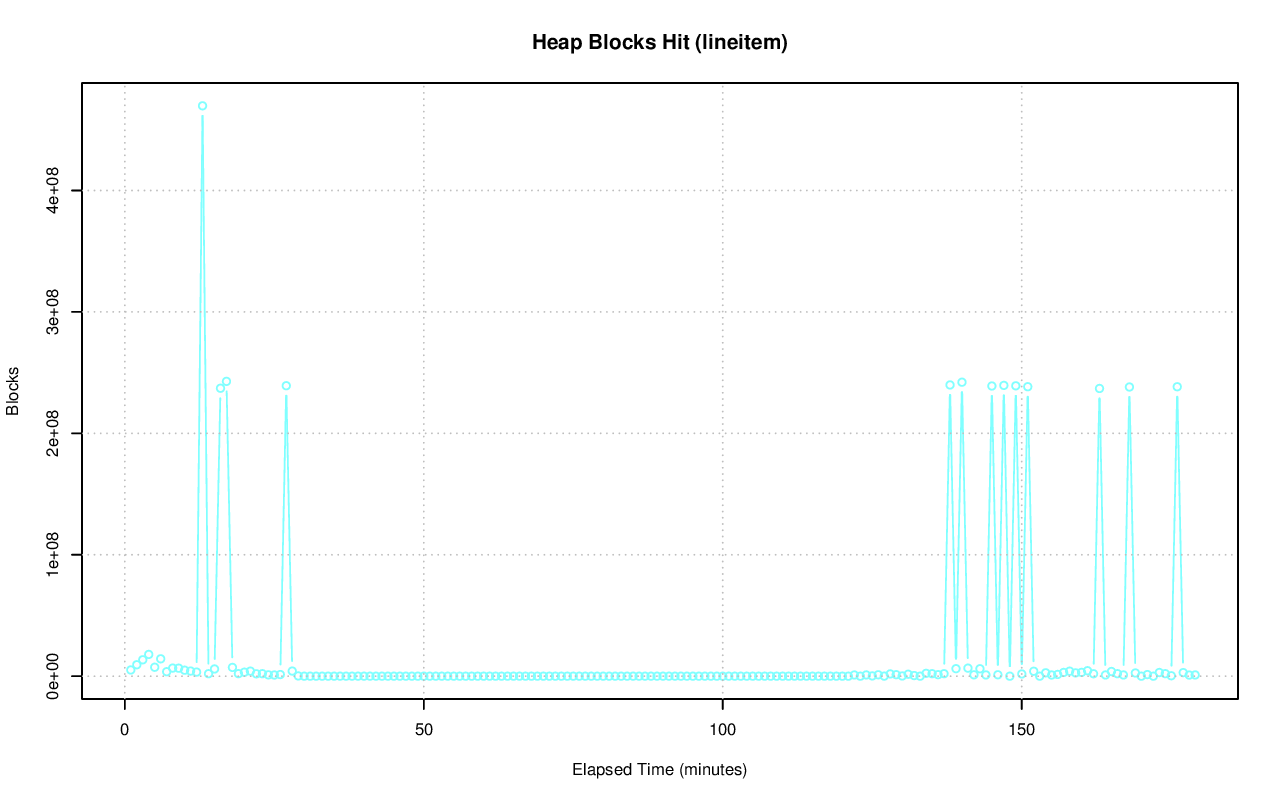 Heap Blocks Hit (lineitem)
Blocks
4e+08
3e+08
2e+08
1e+08
0e+00
0
50
100
150
Elapsed Time (minutes)